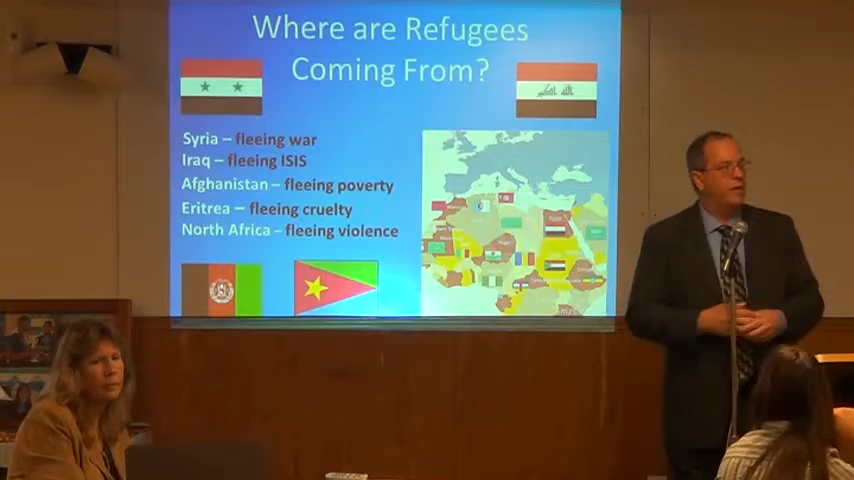 Where are Refugees
Coming From?
Syria – fleeing war
Iraq – fleeing ISIS
Afghanistan – fleeing poverty
Eritrea – fleeing cruelty
North Africa – fleeing violence